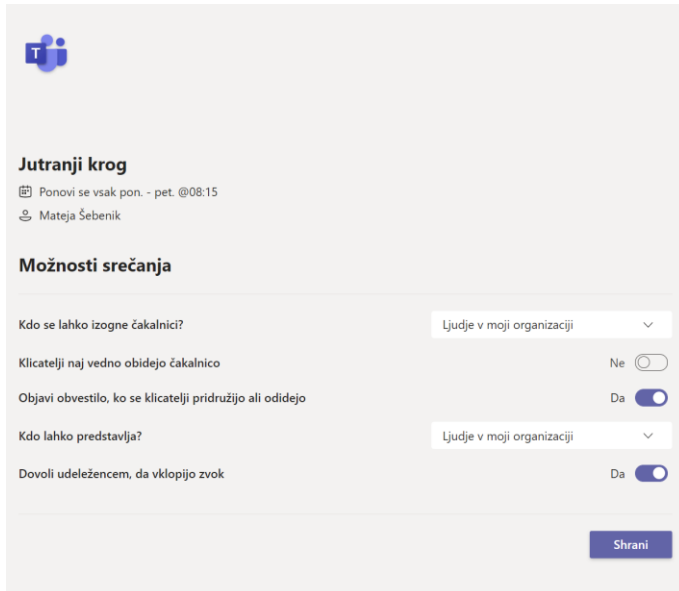 T
Jutranji krog
Ponovi se vsak pon. - pet. @08:15
Mateja Šebenik
Možnosti srečanja
Kdo se lahko izogne čakalnici? Ljudje v moji organizaciji
Klicatelji naj vedno obidejo čakalnico Ne
Objavi obvestilo, ko se klicatelji pridružijo ali odidejo Da
Kdo lahko predstavlja? Ljudje v moji organizaciji
Dovoli udeležencem, da vklopijo zvok Da
Shrani